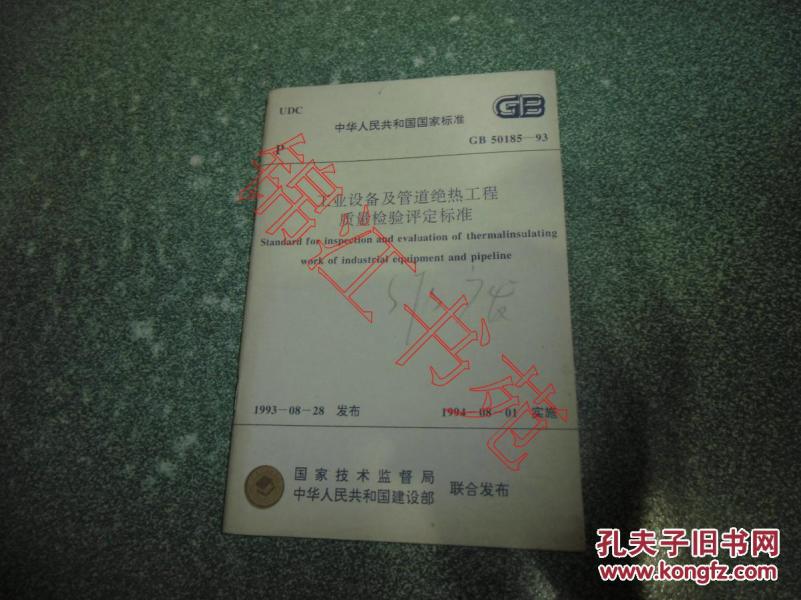 UDC
GB
中华人民共和国国家标准
P
GB 50185—93
工业设备及管道绝热工程
质量检验评定标准
Standard for inspection and evaluation of thermalinsulating
work of industrial equipment and pipeline
锦江书苑
1993—08—28 发布
1994—08—01 实施
国家技术监督局
中华人民共和国建设部
联合发布
孔夫子旧书网
www.kongfz.com